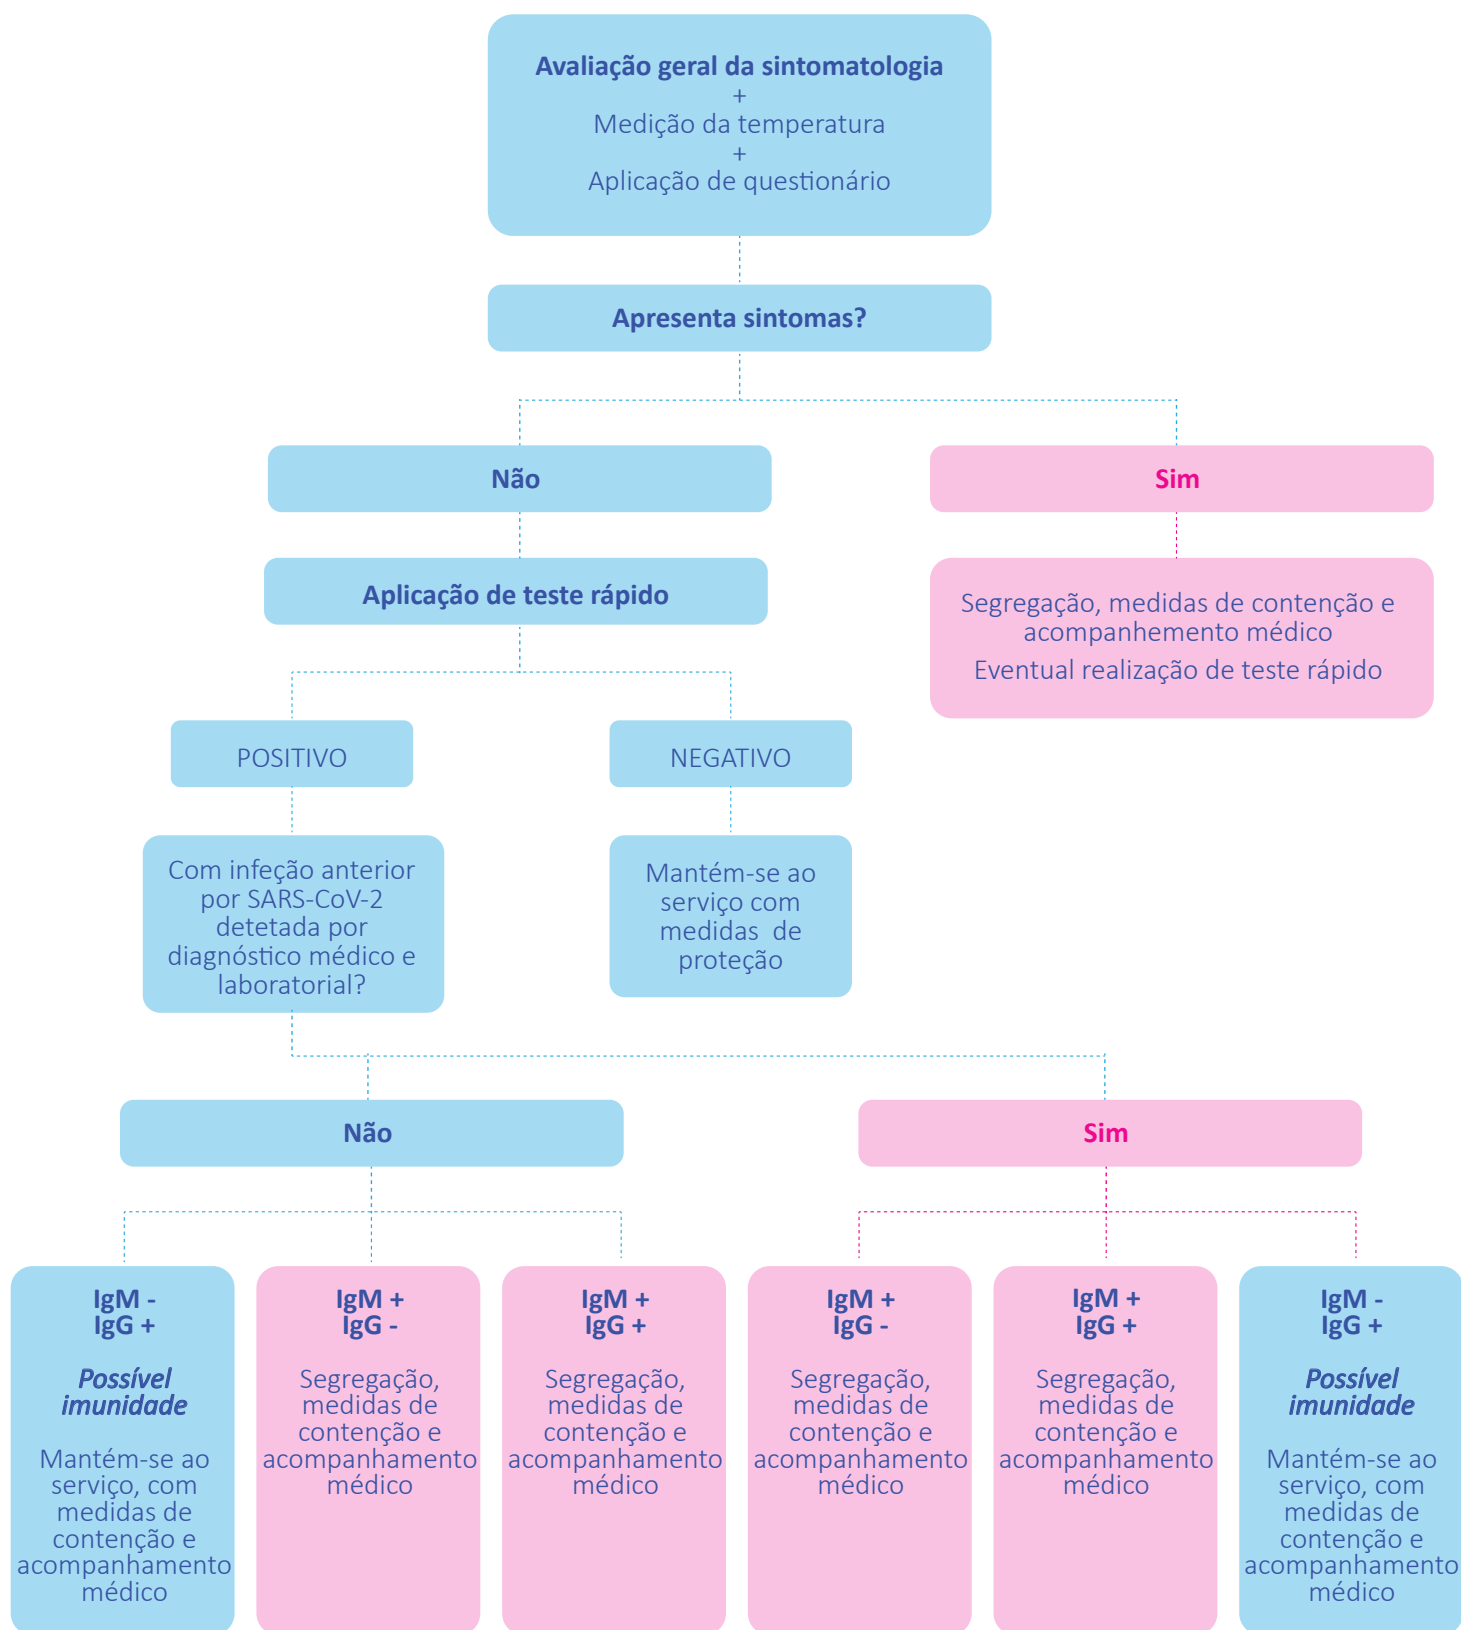 Avaliação geral da sintomatologia
+
Medição da temperatura
+
Aplicação de questionário
Apresenta sintomas?
Não
Sim
Aplicação de teste rápido
Segregação, medidas de contenção e
acompanhemento médico
Eventual realização de teste rápido
POSITIVO
NEGATIVO
Com infeção anterior
por SARS-CoV-2
detetada por
diagnóstico médico e
laboratorial?
Mantém-se ao
serviço com
medidas de
proteção
Não
Sim
IgM -
IgG +
Possível
imunidade
Mantém-se ao
serviço, com
medidas de
contenção e
acompanhamento
médico
IgM +
IgG -
Segregação,
medidas de
contenção e
acompanhamento
médico
IgM +
IgG +
Segregação,
medidas de
contenção e
acompanhamento
médico
IgM +
IgG -
Segregação,
medidas de
contenção e
acompanhamento
médico
IgM +
IgG +
Segregação,
medidas de
contenção e
acompanhamento
médico
IgM -
IgG +
Possível
imunidade
Mantém-se ao
serviço, com
medidas de
contenção e
acompanhamento
médico